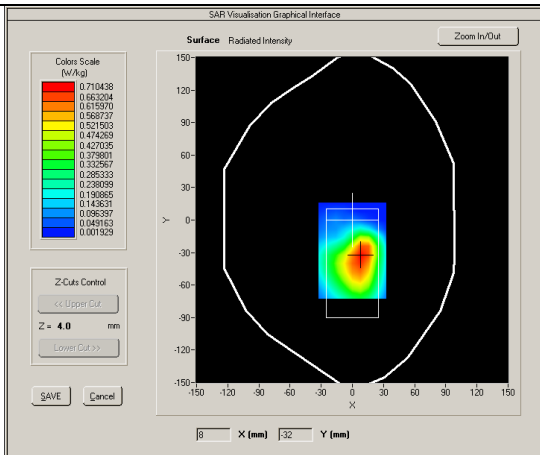 SAR Visualisation Graphical Interface
Surface Radiated Intensity
Zoom In/Out
Colors Scale
(W/kg)
0.710438
0.663204
0.615970
0.568737
0.521503
0.474269
0.427035
0.379801
0.332567
0.285333
0.238099
0.190865
0.143631
0.096397
0.049163
0.001929
Z-Cuts Control
<< Upper Cut
Z = 4.0 mm
Lower Cut >>
SAVE Cancel
150
120
90
60
30
0
-30
-60
-90
-120
-150
Y
-150 -120 -90 -60 -30 0 30 60 90 120 150
X
8 X (mm) -32 Y (mm)